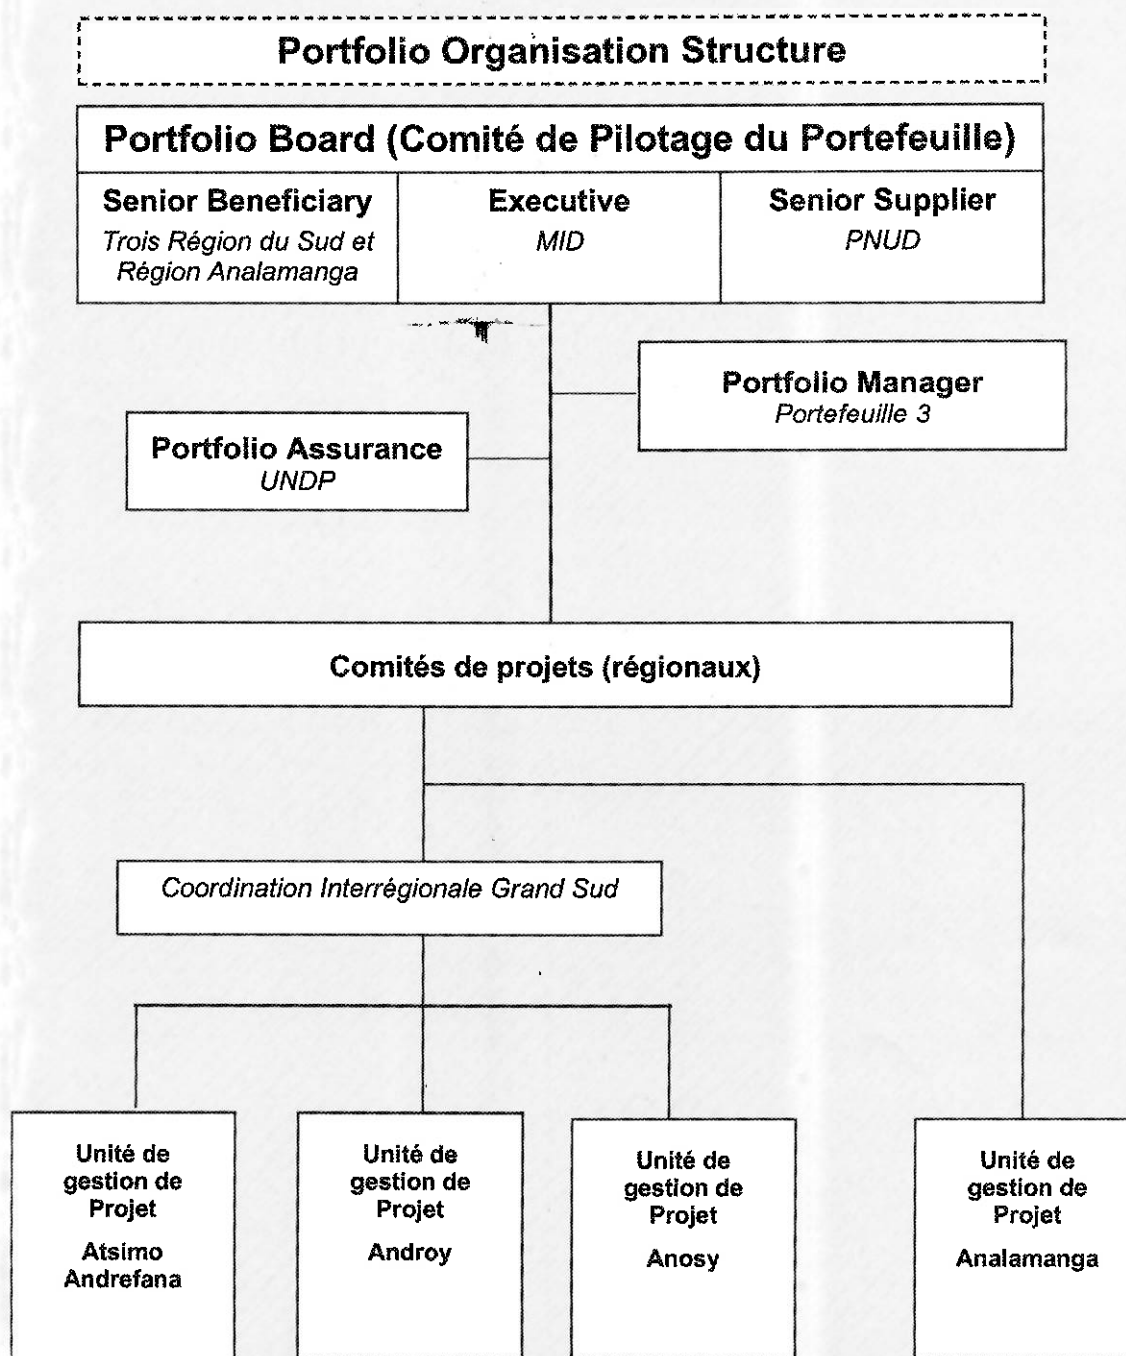 Portfolio Organisation Structure
Portfolio Board (Comité de Pilotage du Portefeuille)
Senior Beneficiary
Trois Région du Sud et
Région Analamanga
Executive
MID
Senior Supplier
PNUD
Portfolio Manager
Portefeuille 3
Portfolio Assurance
UNDP
Comités de projets (régionaux)
Coordination Interrégionale Grand Sud
Unité de
gestion de
Projet
Atsimo
Andrefana
Unité de
gestion de
Projet
Androy
Unité de
gestion de
Projet
Anosy
Unité de
gestion de
Projet
Analamanga